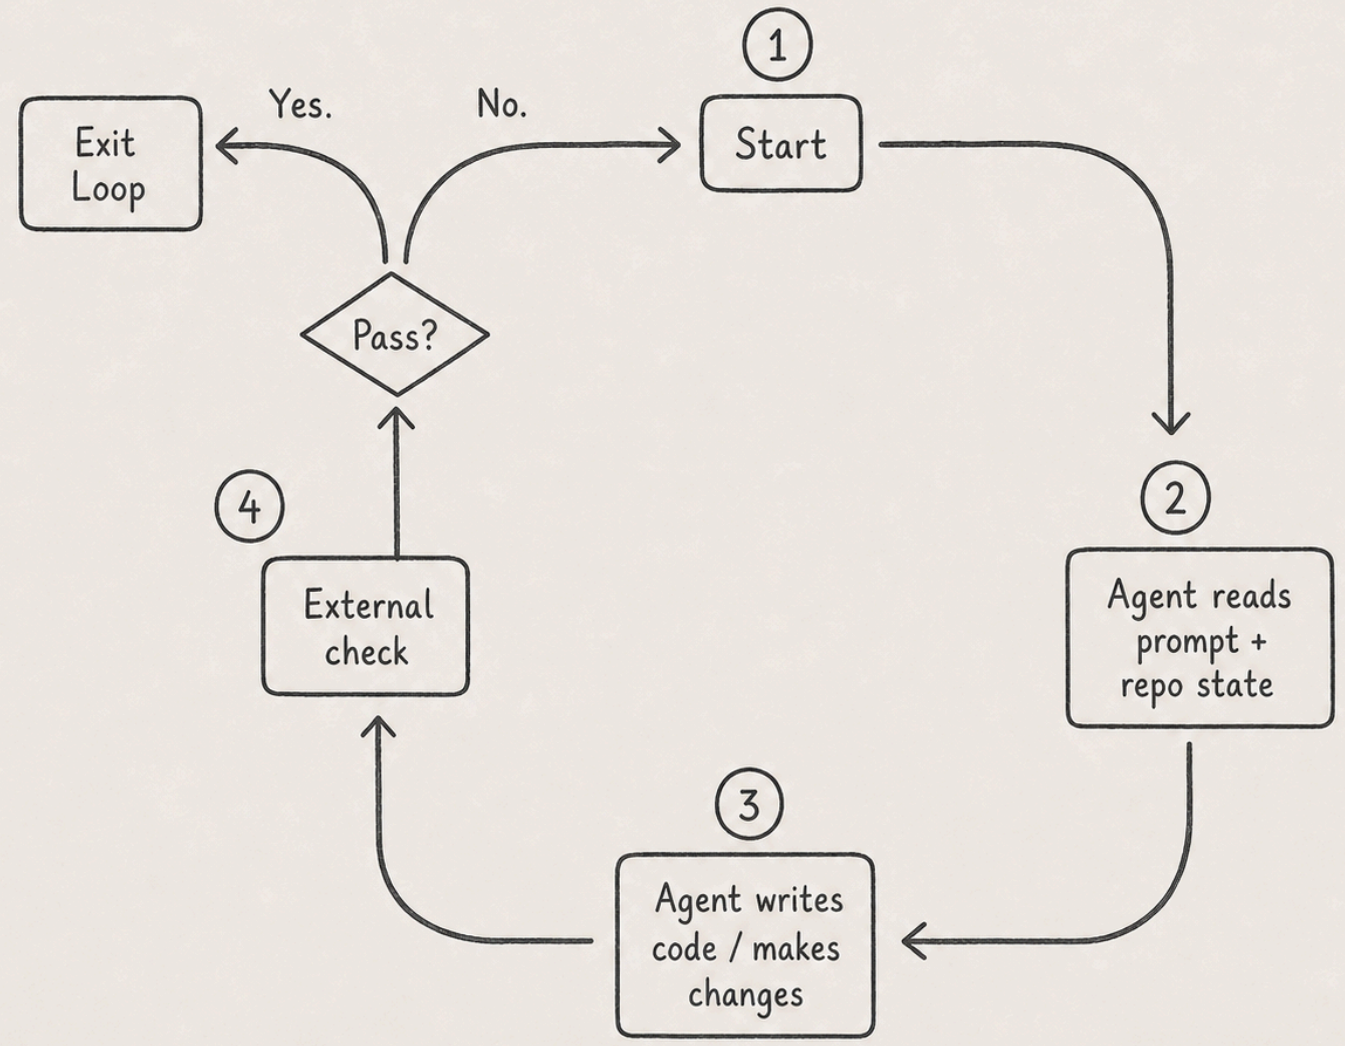 1
Start
Yes.
No.
Exit
Loop
Pass?
2
Agent reads
prompt +
repo state
3
Agent writes
code / makes
changes
4
External
check